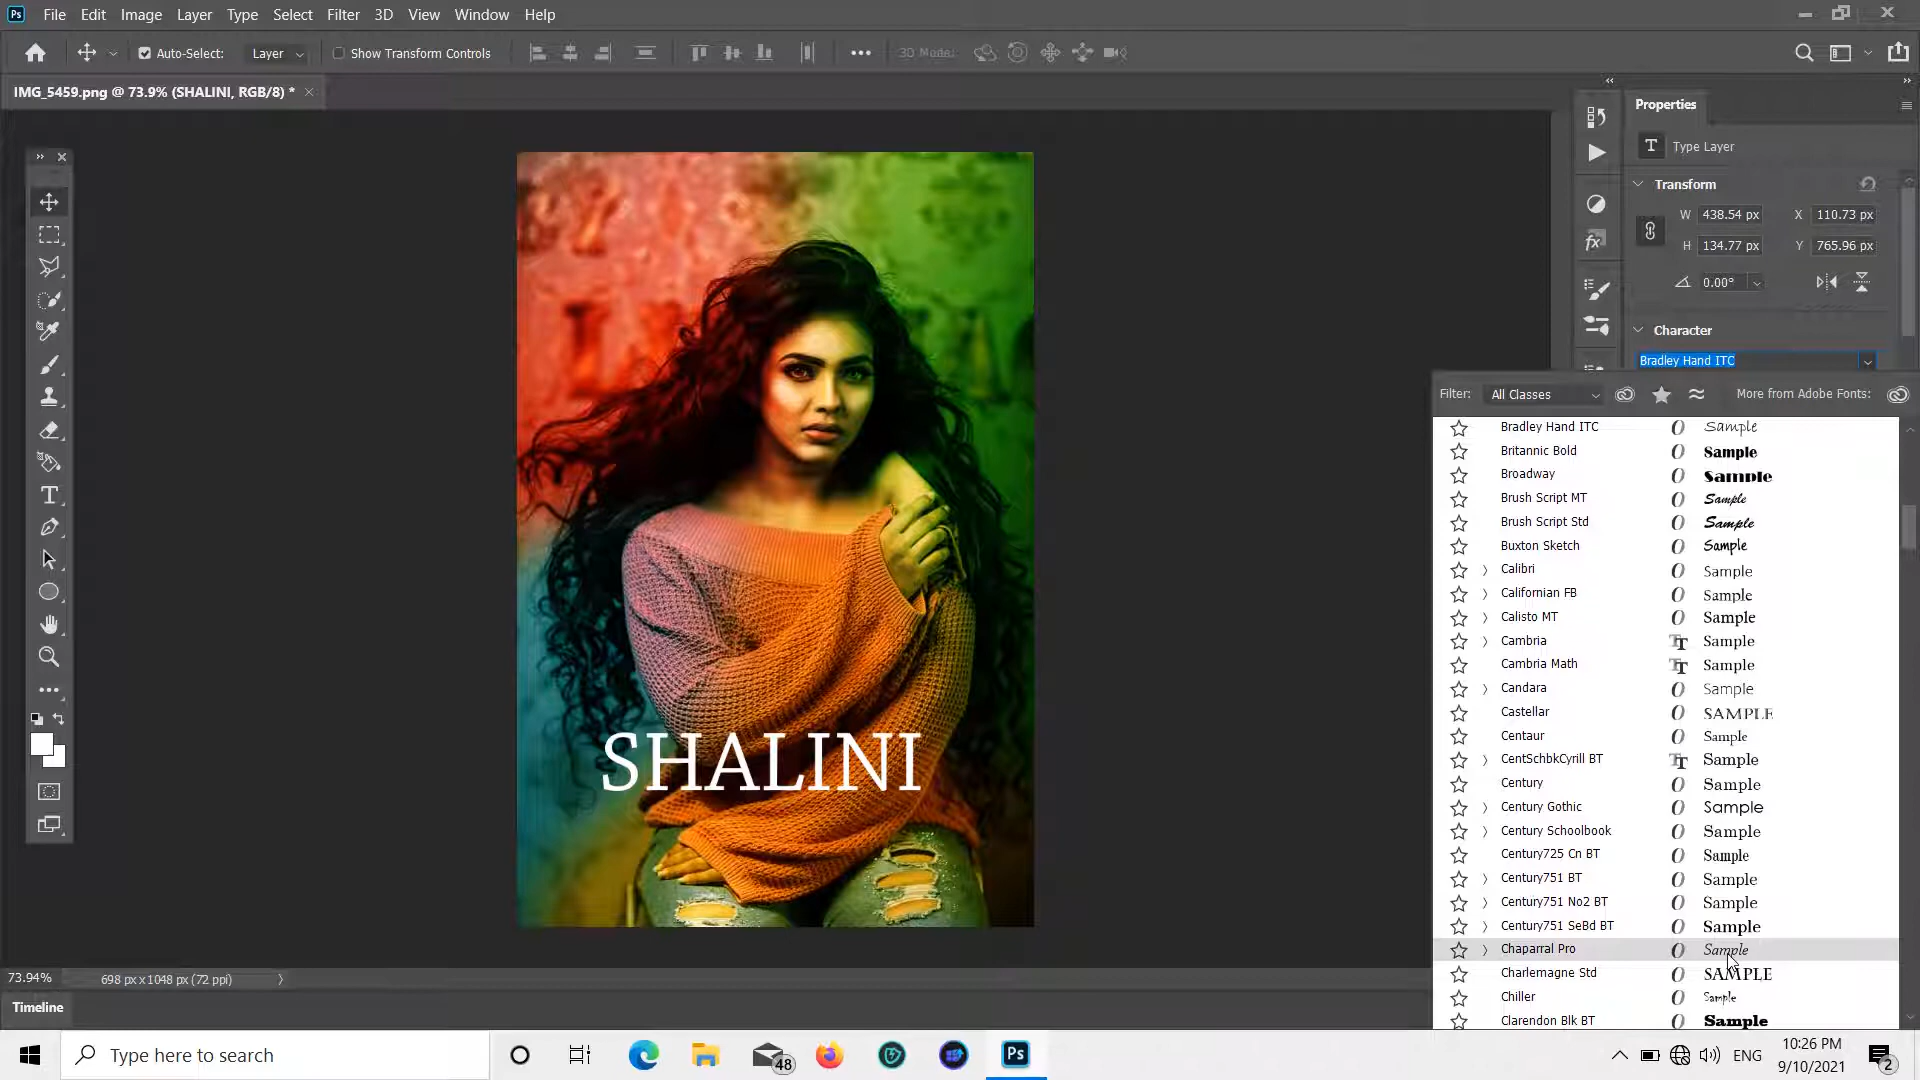 Ps File Edit Image Layer Type Select Filter 3D View Window Help
Auto-Select: Layer Show Transform Controls 3D Mode:
IMG_5459.png @ 73.9% (SHALINI, RGB/8) *
Properties
T Type Layer
Transform
W 438.54 px X 110.73 px
H 134.77 px Y 765.96 px
0.00°
Character
Bradley Hand ITC
Filter: All Classes More from Adobe Fonts:
Bradley Hand ITC Sample
Britannic Bold Sample
Broadway Sample
Brush Script MT Sample
Brush Script Std Sample
Buxton Sketch Sample
Calibri Sample
Californian FB Sample
Calisto MT Sample
Cambria Sample
Cambria Math Sample
Candara Sample
Castellar SAMPLE
Centaur Sample
CentSchbkCyrill BT Sample
Century Sample
Century Gothic Sample
Century Schoolbook Sample
Century725 Cn BT Sample
Century751 BT Sample
Century751 No2 BT Sample
Century751 SeBd BT Sample
Chaparral Pro Sample
Charlemagne Std SAMPLE
Chiller Sample
Clarendon Blk BT Sample
SHALINI
73.94% 698 px x 1048 px (72 ppi)
Timeline
Type here to search
48
Ps
ENG
10:26 PM
9/10/2021
2